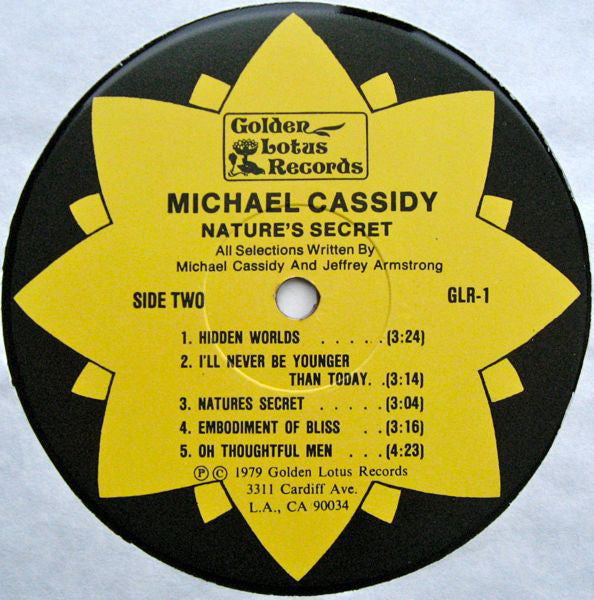 Golden
Lotus
Records
MICHAEL CASSIDY
NATURE'S SECRET
All Selections Written By
Michael Cassidy And Jeffrey Armstrong
SIDE TWO
GLR-1
1. HIDDEN WORLDS . . . . . (3:24)
2. I'LL NEVER BE YOUNGER
THAN TODAY. . (3:14)
3. NATURES SECRET . . . . . (3:04)
4. EMBODIMENT OF BLISS . . (3:16)
5. OH THOUGHTFUL MEN . . . (4:23)
℗ © 1979 Golden Lotus Records
3311 Cardiff Ave.
L.A., CA 90034